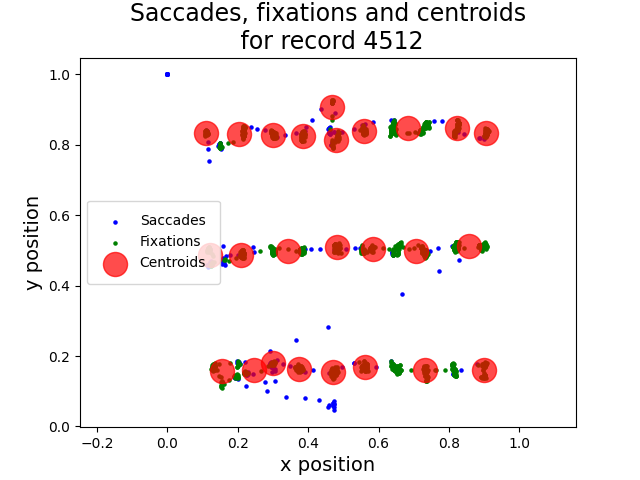 Saccades, fixations and centroids
for record 4512
1.0
0.8
0.6
0.4
0.2
0.0
y position
Saccades
Fixations
Centroids
−0.2
0.0
0.2
0.4
0.6
0.8
1.0
x position